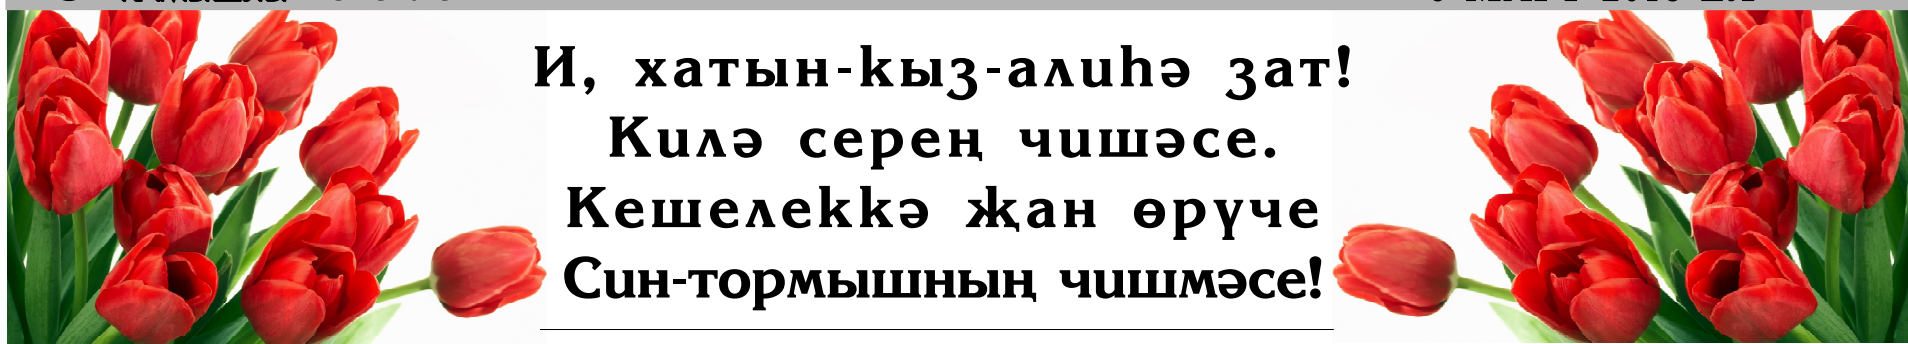 И, хатын-кыз-алиһә зат!
Килә серең чишәсе.
Кешелеккә җан өрүче
Син-тормышның чишмәсе!